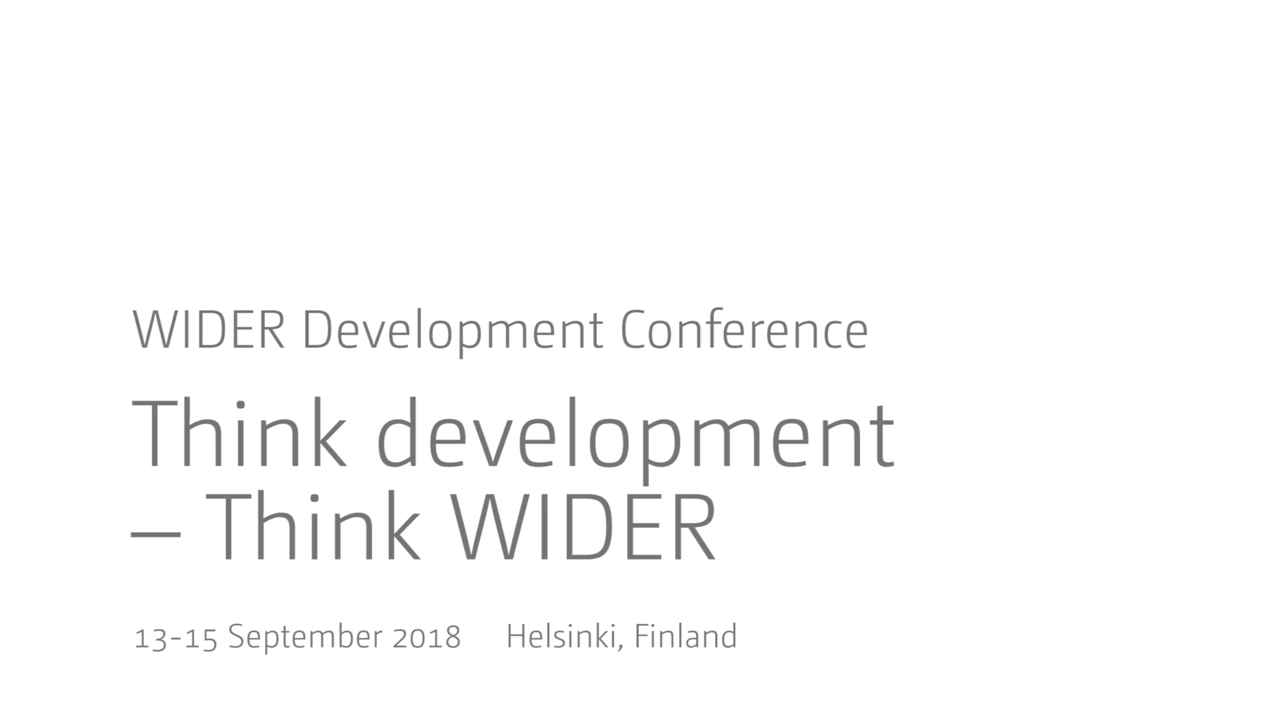 WIDER Development Conference
Think development
– Think WIDER
13-15 September 2018 Helsinki, Finland